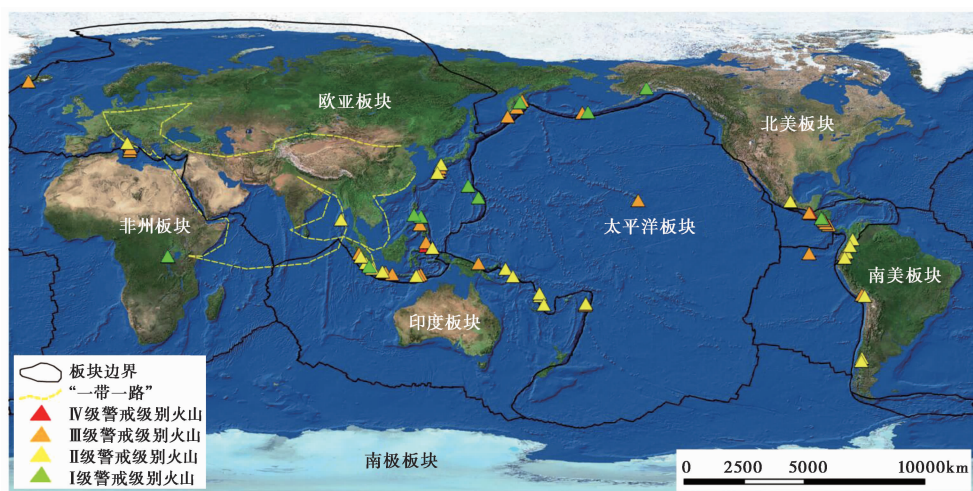 欧亚板块
北美板块
非洲板块
太平洋板块
南美板块
印度板块
板块边界
“一带一路”
Ⅳ级警戒级别火山
Ⅲ级警戒级别火山
Ⅱ级警戒级别火山
Ⅰ级警戒级别火山
南极板块
0 2500 5000 10000km